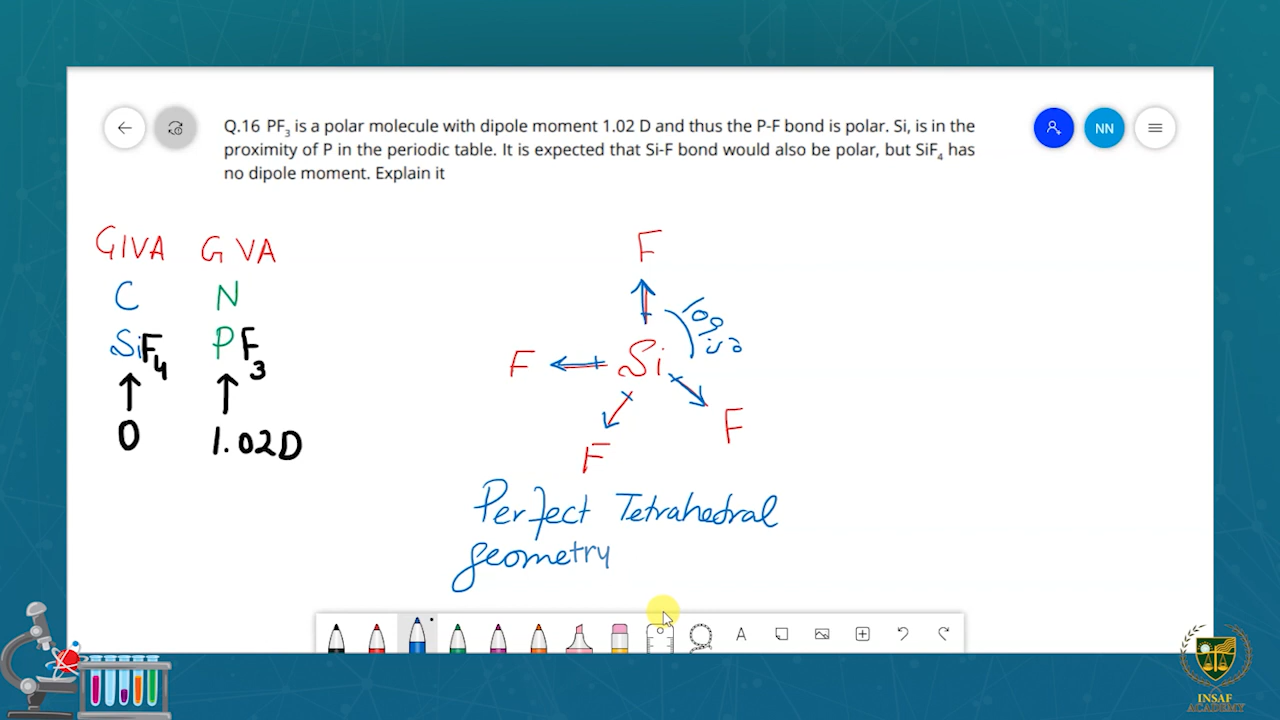 Q.16 PF3 is a polar molecule with dipole moment 1.02 D and thus the P-F bond is polar. Si, is in the
proximity of P in the periodic table. It is expected that Si-F bond would also be polar, but SiF4 has
no dipole moment. Explain it
NN
GIVA GVA
C N
SiF4 PF3
0 1.02D
F
109
F Si
F
F
Perfect Tetrahedral
geometry
A
INSAF
ACADEMY